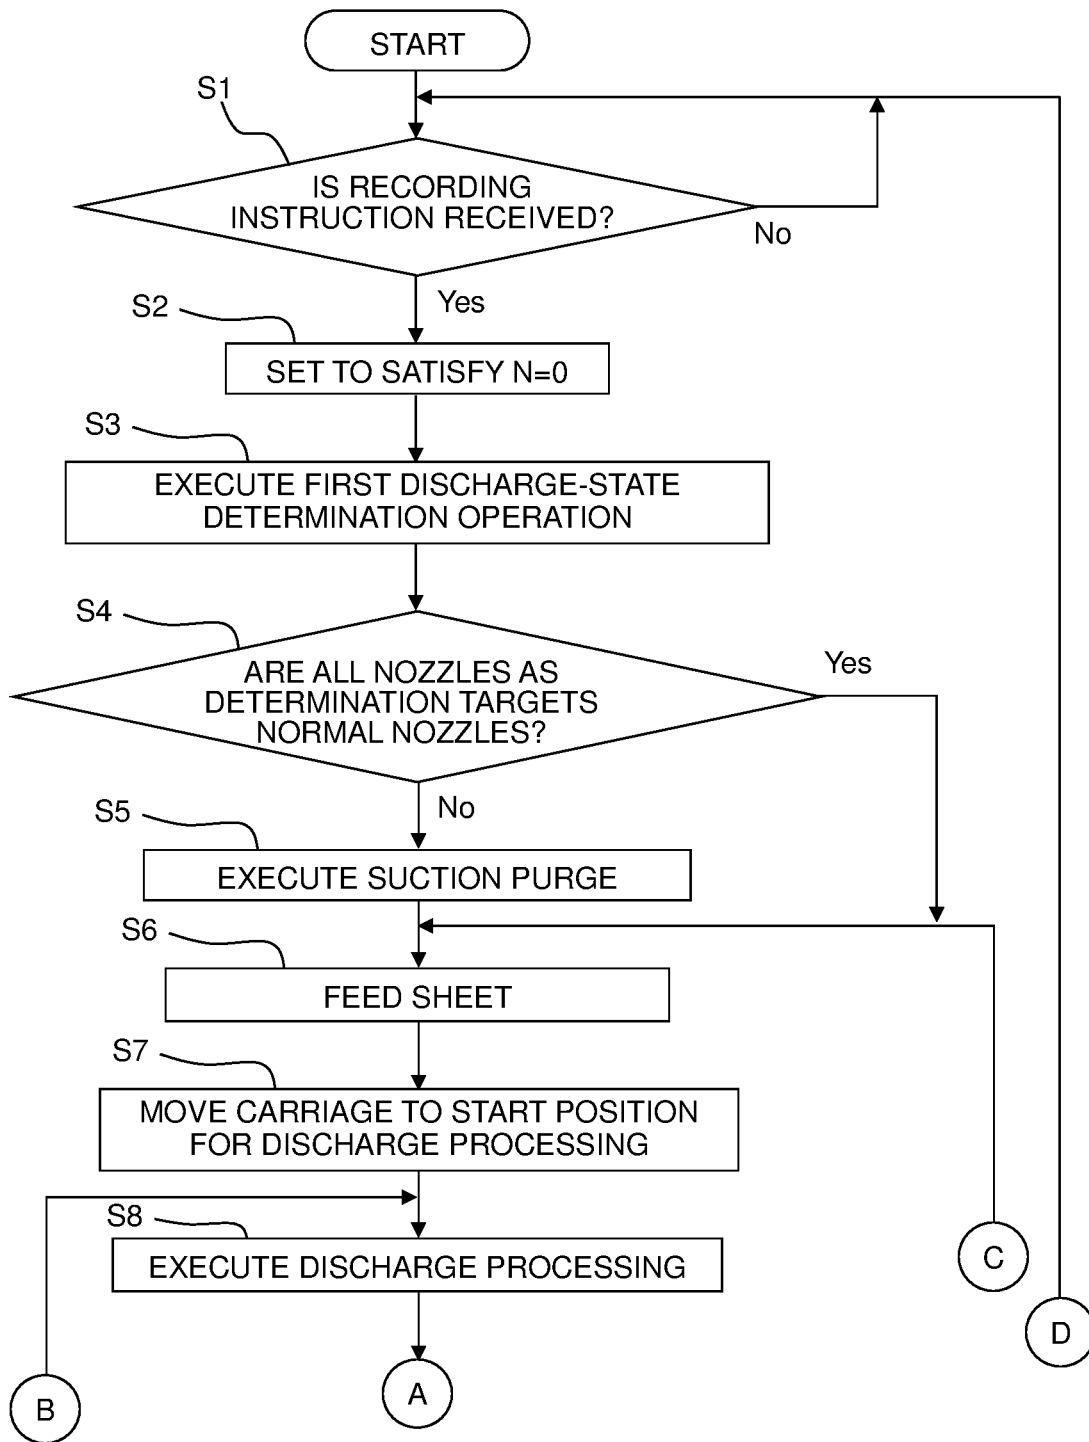 START
S1
IS RECORDING
INSTRUCTION RECEIVED?
No
Yes
S2
SET TO SATISFY N=0
S3
EXECUTE FIRST DISCHARGE-STATE
DETERMINATION OPERATION
S4
ARE ALL NOZZLES AS
DETERMINATION TARGETS
NORMAL NOZZLES?
Yes
No
S5
EXECUTE SUCTION PURGE
S6
FEED SHEET
S7
MOVE CARRIAGE TO START POSITION
FOR DISCHARGE PROCESSING
S8
EXECUTE DISCHARGE PROCESSING
C
D
A
B